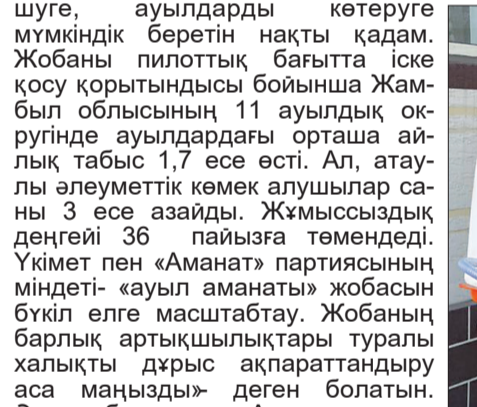 шуге, ауылдарды көтеруге
мүмкіндік беретін нақты қадам.
Жобаны пилоттық бағытта іске
қосу қорытындысы бойынша Жам-
был облысының 11 ауылдық ок-
ругінде ауылдардағы орташа ай-
лық табыс 1,7 есе өсті. Ал, атау-
лы әлеуметтік көмек алушылар са-
ны 3 есе азайды. Жұмыссыздық
деңгейі 36 пайызға төмендеді.
Үкімет пен «Аманат» партиясының
міндеті- «ауыл аманаты» жобасын
бүкіл елге масштабтау. Жобаның
барлық артықшылықтары туралы
халықты дұрыс ақпараттандыру
аса маңызды»- деген болатын.